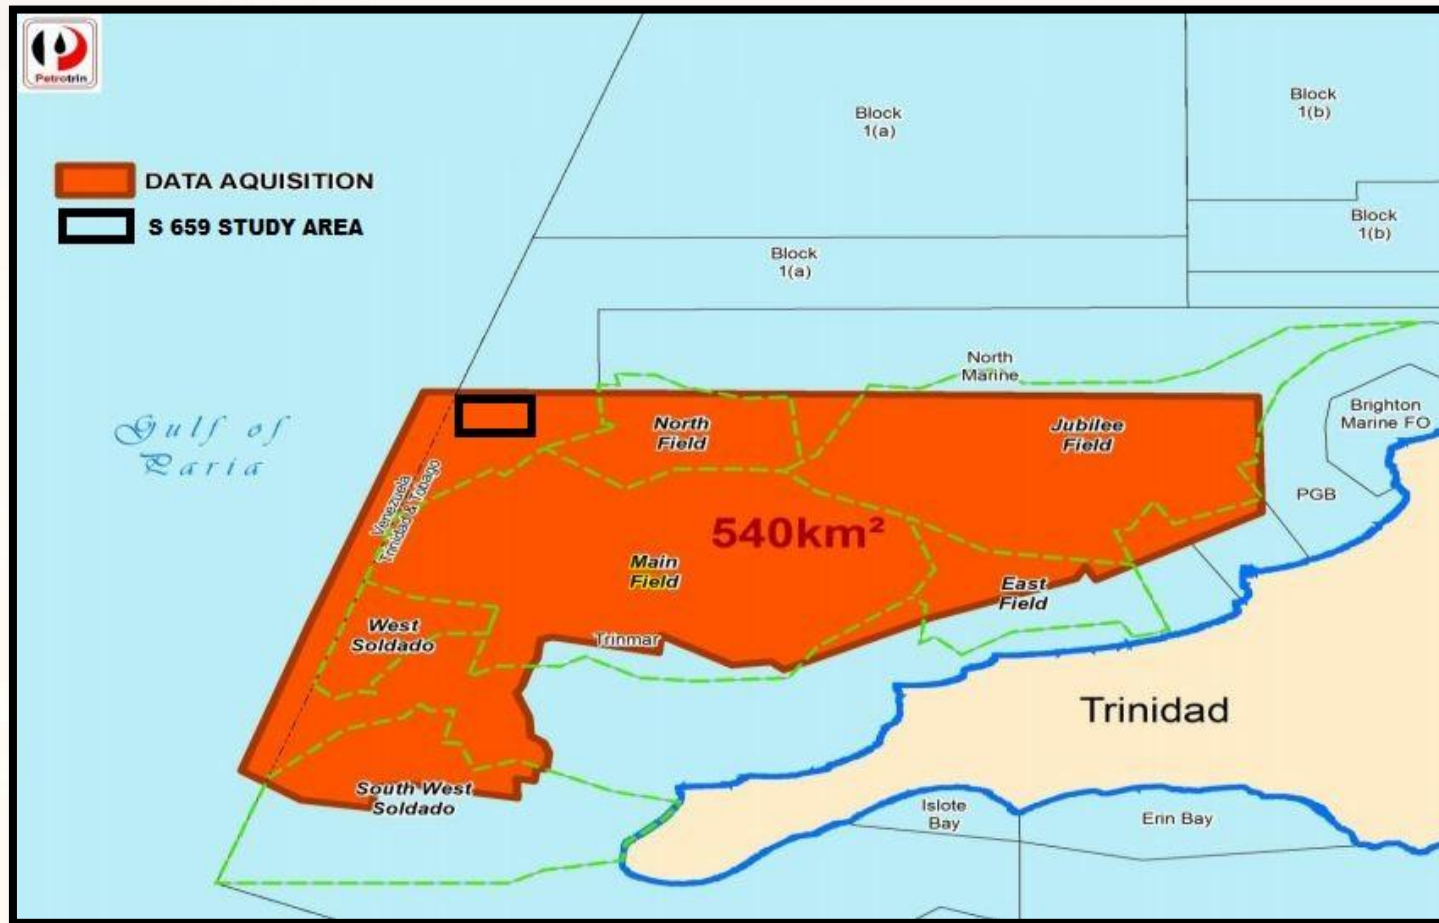 Petrotrin
DATA AQUISITION
S 659 STUDY AREA
Block
1(a)
Block
1(b)
Block
1(b)
Block
1(a)
North
Marine
Gulf of
Paria
North
Field
Jubilee
Field
Brighton
Marine FO
Venezuela
Trinidad & Tobago
PGB
540km²
Main
Field
East
Field
West
Soldado
Trinmar
Trinidad
South West
Soldado
Islote
Bay
Erin Bay